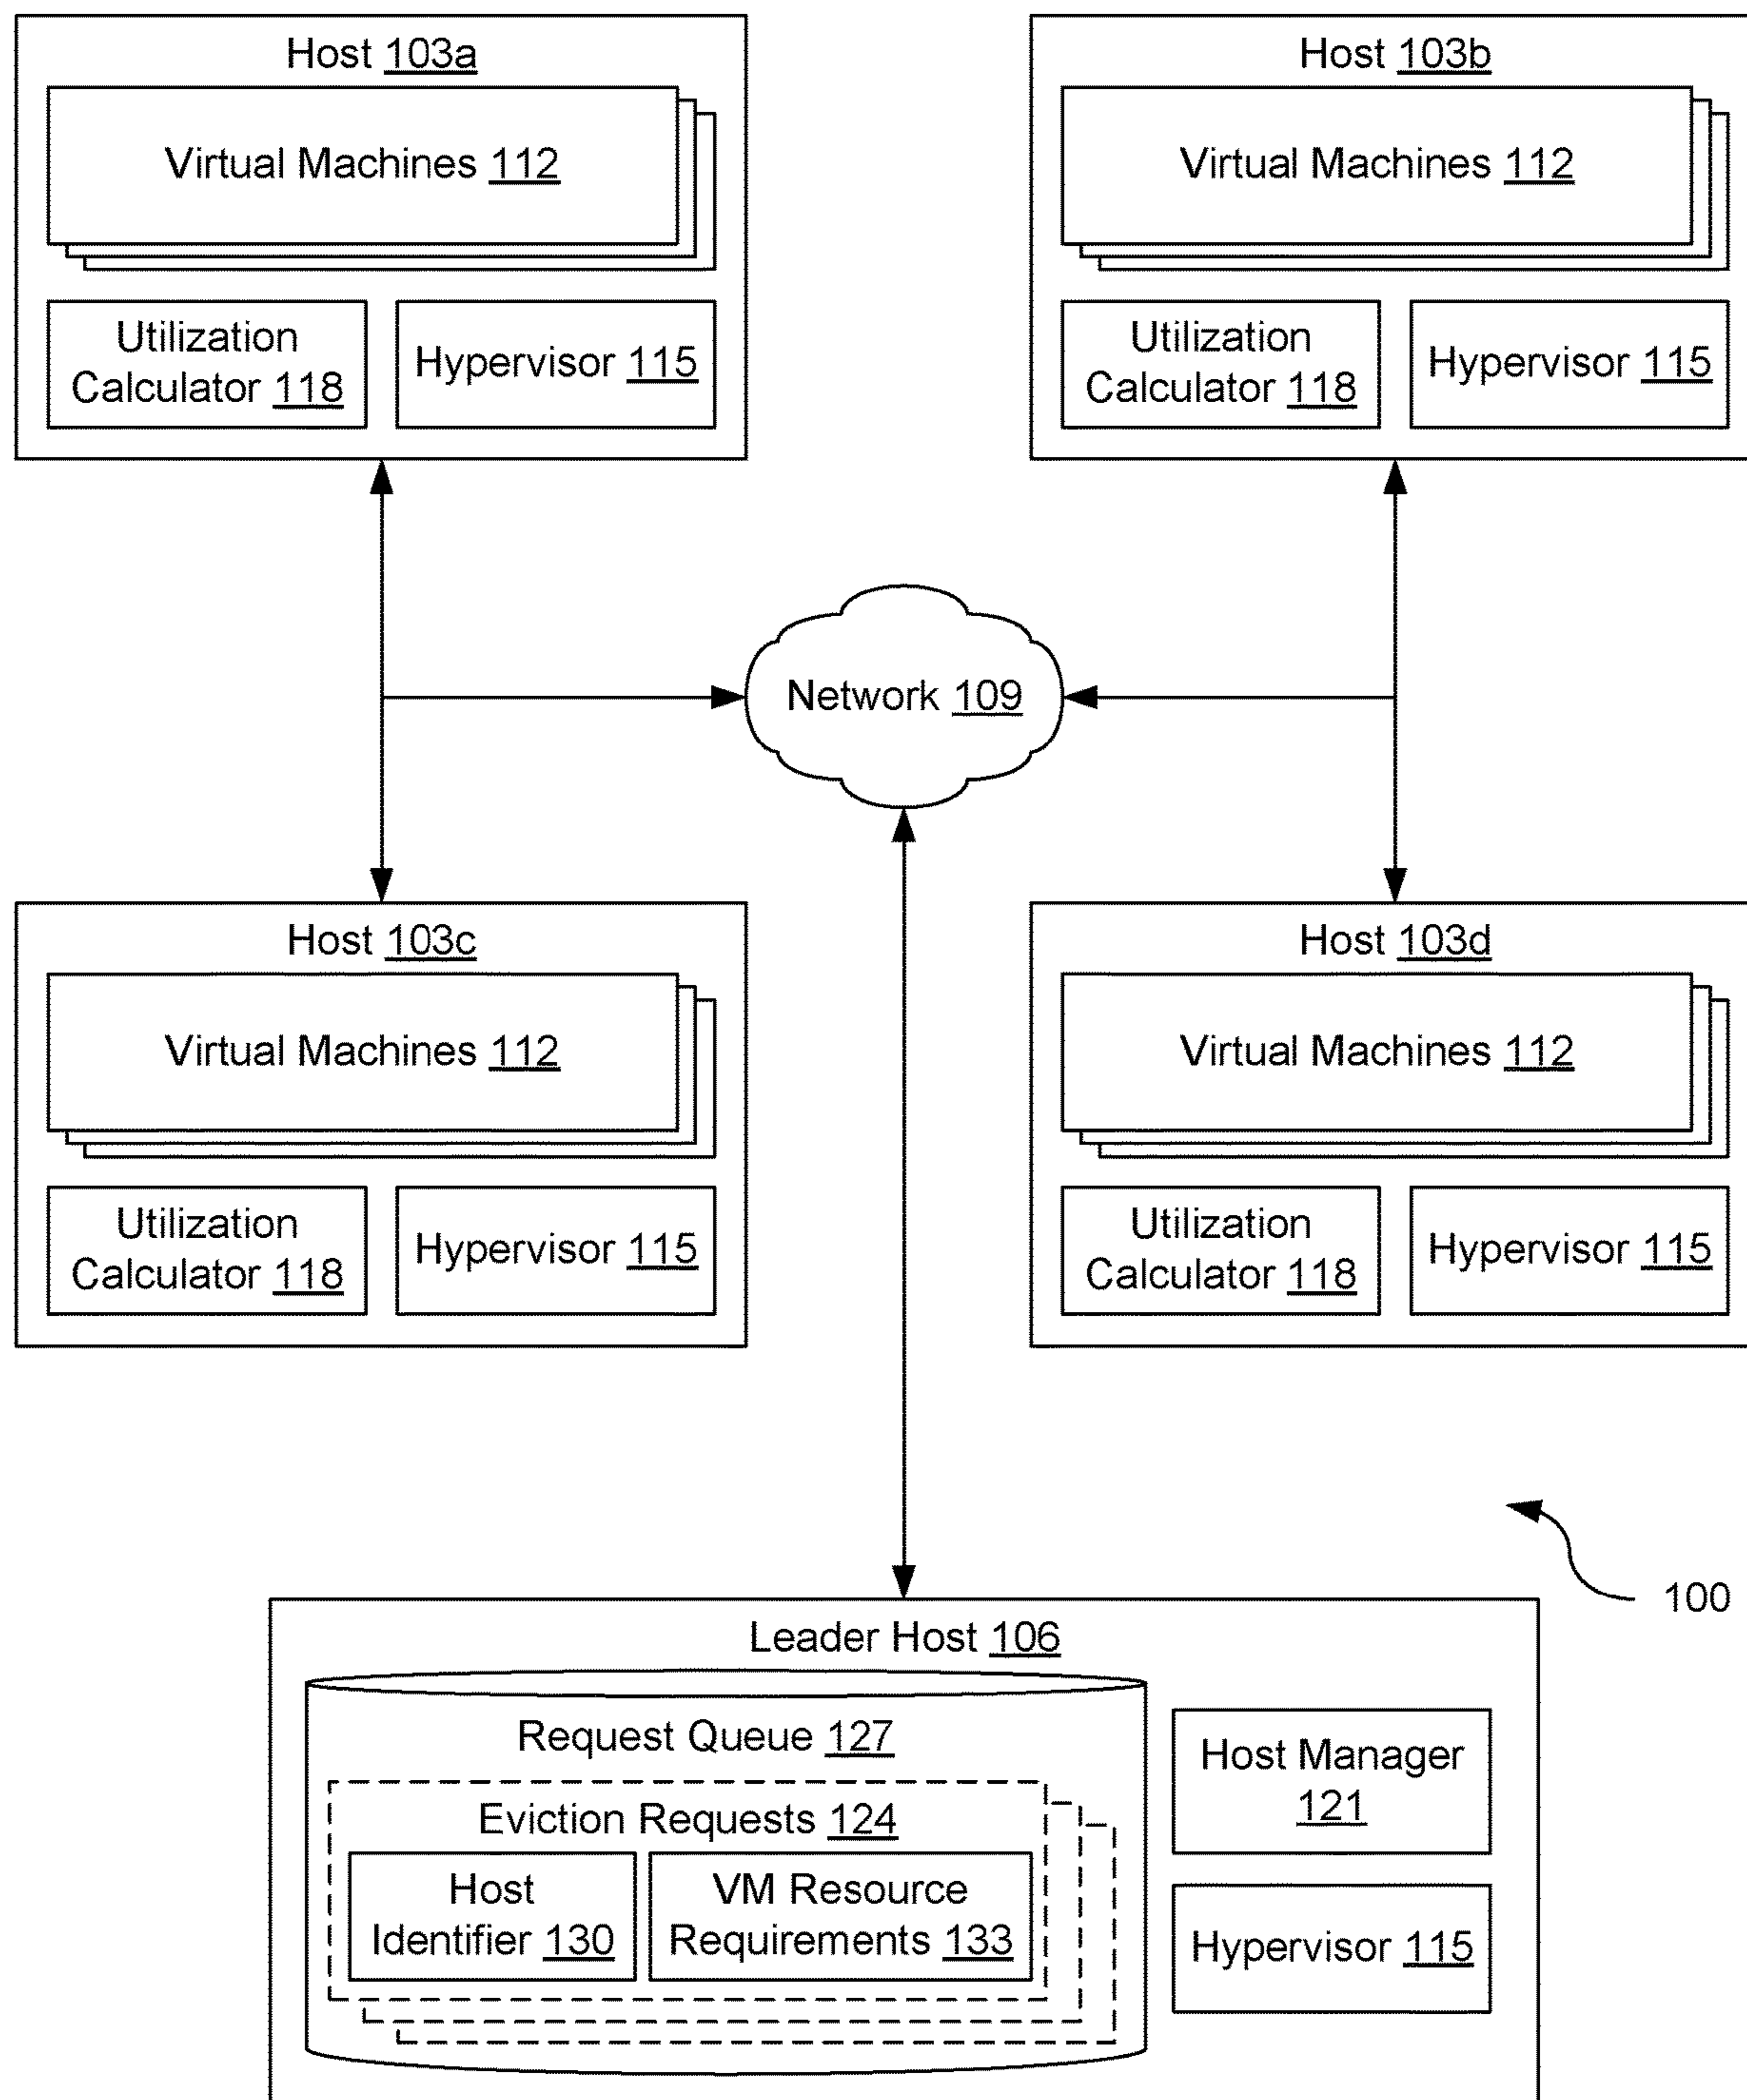 Host 103a
Virtual Machines 112
Utilization
Calculator 118
Hypervisor 115
Host 103b
Virtual Machines 112
Utilization
Calculator 118
Hypervisor 115
Network 109
Host 103c
Virtual Machines 112
Utilization
Calculator 118
Hypervisor 115
Host 103d
Virtual Machines 112
Utilization
Calculator 118
Hypervisor 115
100
Leader Host 106
Request Queue 127
Eviction Requests 124
Host
Identifier 130
VM Resource
Requirements 133
Host Manager
121
Hypervisor 115